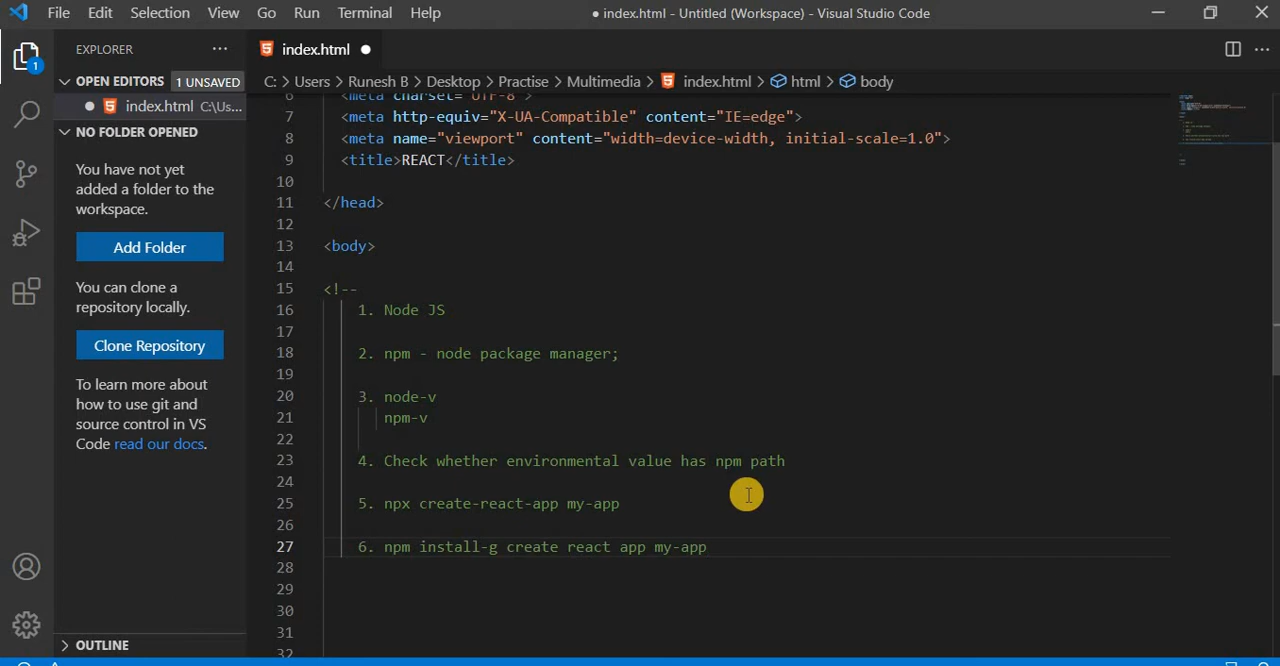 File Edit Selection View Go Run Terminal Help ● index.html - Untitled (Workspace) - Visual Studio Code
EXPLORER ··· index.html ●
OPEN EDITORS 1 UNSAVED
C: > Users > Runesh B > Desktop > Practise > Multimedia > index.html > html > body
● index.html C:\Us...
NO FOLDER OPENED
You have not yet
added a folder to the
workspace.
Add Folder
You can clone a
repository locally.
Clone Repository
To learn more about
how to use git and
source control in VS
Code read our docs.
OUTLINE
1
6 <meta charset="UTF-8">
7 <meta http-equiv="X-UA-Compatible" content="IE=edge">
8 <meta name="viewport" content="width=device-width, initial-scale=1.0">
9 <title>REACT</title>
10
11 </head>
12
13 <body>
14
15 <!--
16 1. Node JS
17
18 2. npm - node package manager;
19
20 3. node-v
21 npm-v
22
23 4. Check whether environmental value has npm path
24
25 5. npx create-react-app my-app
26
27 6. npm install-g create react app my-app
28
29
30
31
32